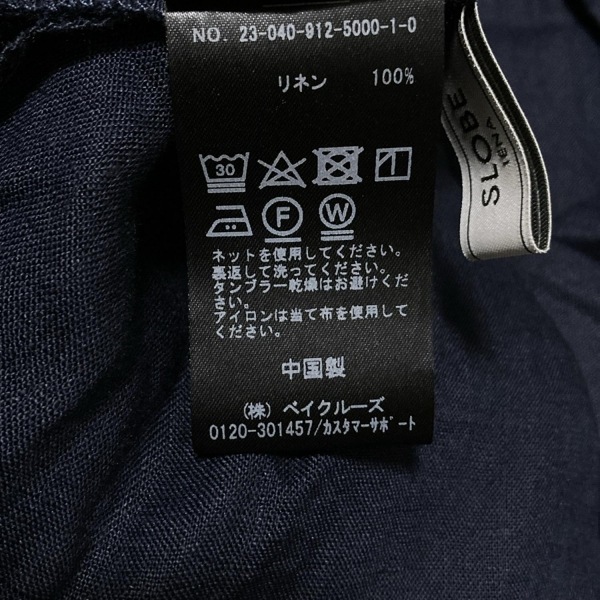 NO. 23-040-912-5000-1-0
リネン 100%
30
F W
ネットを使用してください。
裏返して洗ってください。
タンブラー乾燥はお避けくだ
さい。
アイロンは当て布を使用して
ください。
中国製
(株) ベイクルーズ
0120-301457/カスタマーサポート
SLOBE
IENA